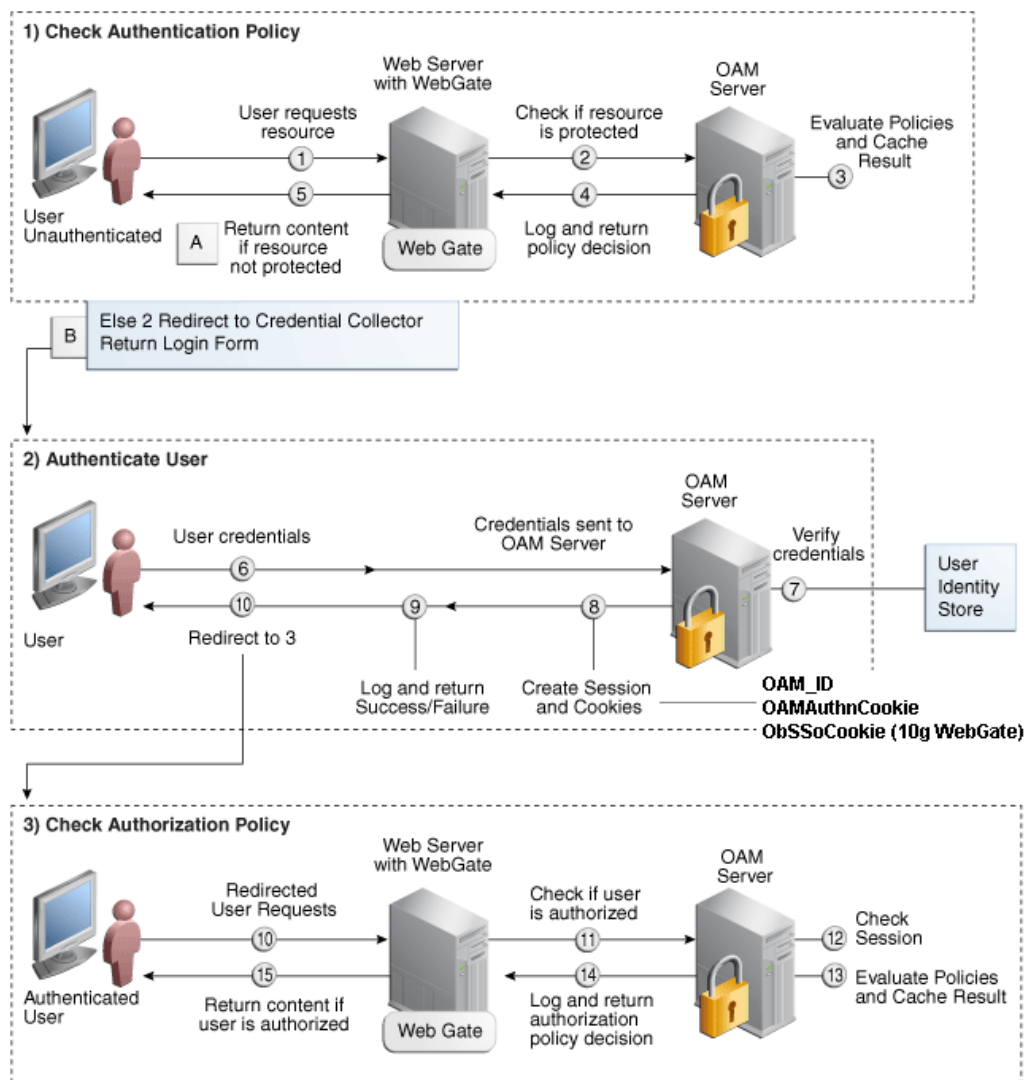 1) Check Authentication Policy
Web Server
with WebGate
OAM
Server
User requests
resource
Check if resource
is protected
Evaluate Policies
and Cache
Result
1
2
3
5
4
User
Unauthenticated
A
Return content
if resource
not protected
Web Gate
Log and return
policy decision
B
Else 2 Redirect to Credential Collector
Return Login Form
2) Authenticate User
OAM
Server
User credentials
Credentials sent to
OAM Server
Verify
credentials
6
7
User
Identity
Store
10
9
8
User
Redirect to 3
Log and return
Success/Failure
Create Session
and Cookies
OAM_ID
OAMAuthnCookie
ObSSoCookie (10g WebGate)
3) Check Authorization Policy
Web Server
with WebGate
OAM
Server
Redirected
User Requests
Check if user
is authorized
10
11
12
Check
Session
15
14
13
Evaluate Policies
and Cache Result
Authenticated
User
Return content if
user is authorized
Web Gate
Log and return
authorization
policy decision